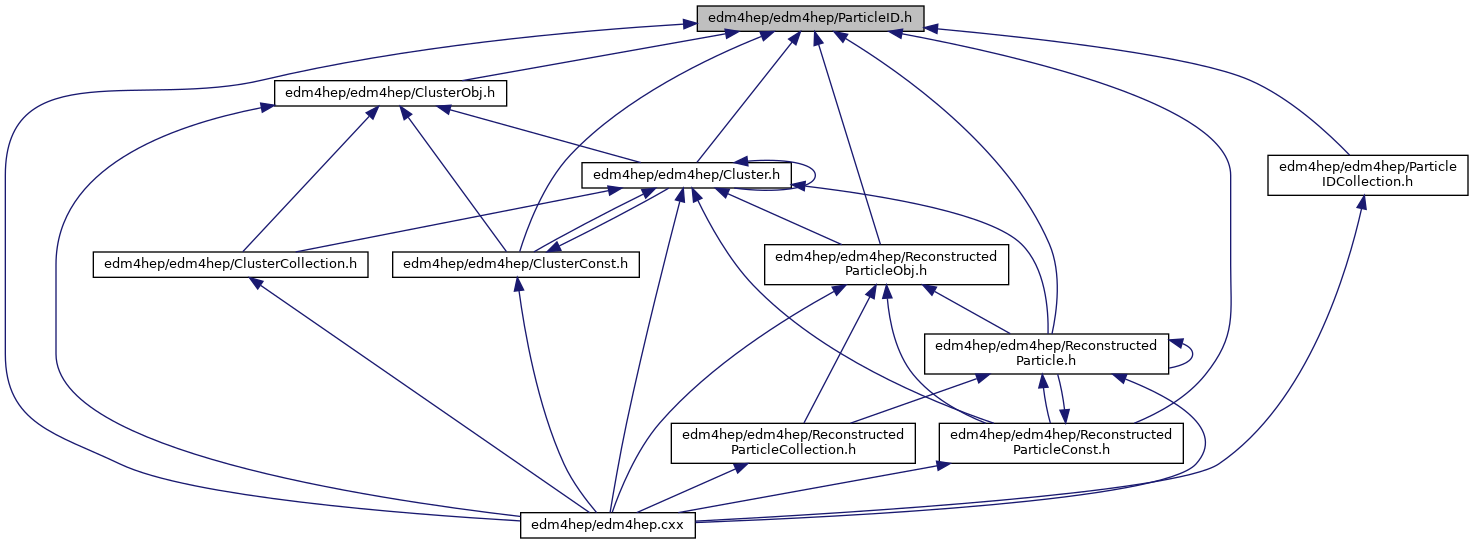 edm4hep/edm4hep/ParticleID.h
edm4hep/edm4hep/ClusterObj.h
edm4hep/edm4hep/Cluster.h
edm4hep/edm4hep/Particle
IDCollection.h
edm4hep/edm4hep/ClusterCollection.h
edm4hep/edm4hep/ClusterConst.h
edm4hep/edm4hep/Reconstructed
ParticleObj.h
edm4hep/edm4hep/Reconstructed
Particle.h
edm4hep/edm4hep/Reconstructed
ParticleCollection.h
edm4hep/edm4hep/Reconstructed
ParticleConst.h
edm4hep/edm4hep.cxx